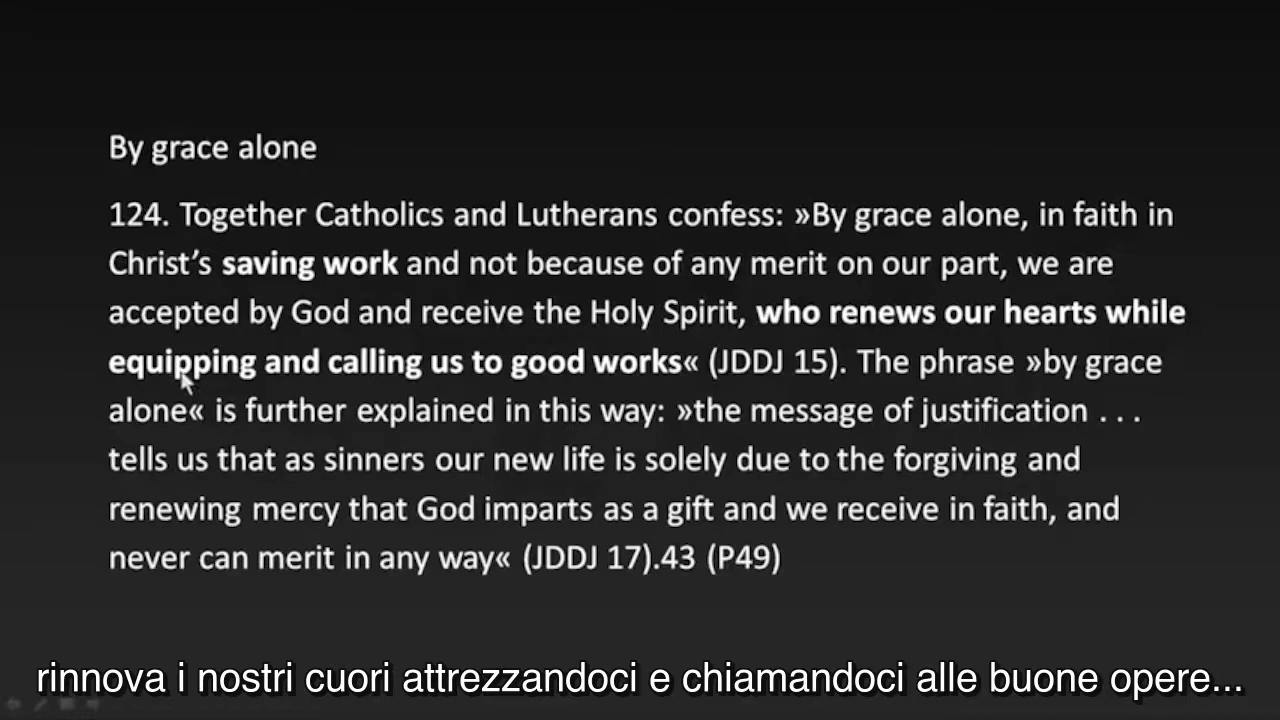 By grace alone
124. Together Catholics and Lutherans confess: »By grace alone, in faith in
Christ’s saving work and not because of any merit on our part, we are
accepted by God and receive the Holy Spirit, who renews our hearts while
equipping and calling us to good works« (JDDJ 15). The phrase »by grace
alone« is further explained in this way: »the message of justification . . .
tells us that as sinners our new life is solely due to the forgiving and
renewing mercy that God imparts as a gift and we receive in faith, and
never can merit in any way« (JDDJ 17).43 (P49)
rinnova i nostri cuori attrezzandoci e chiamandoci alle buone opere...